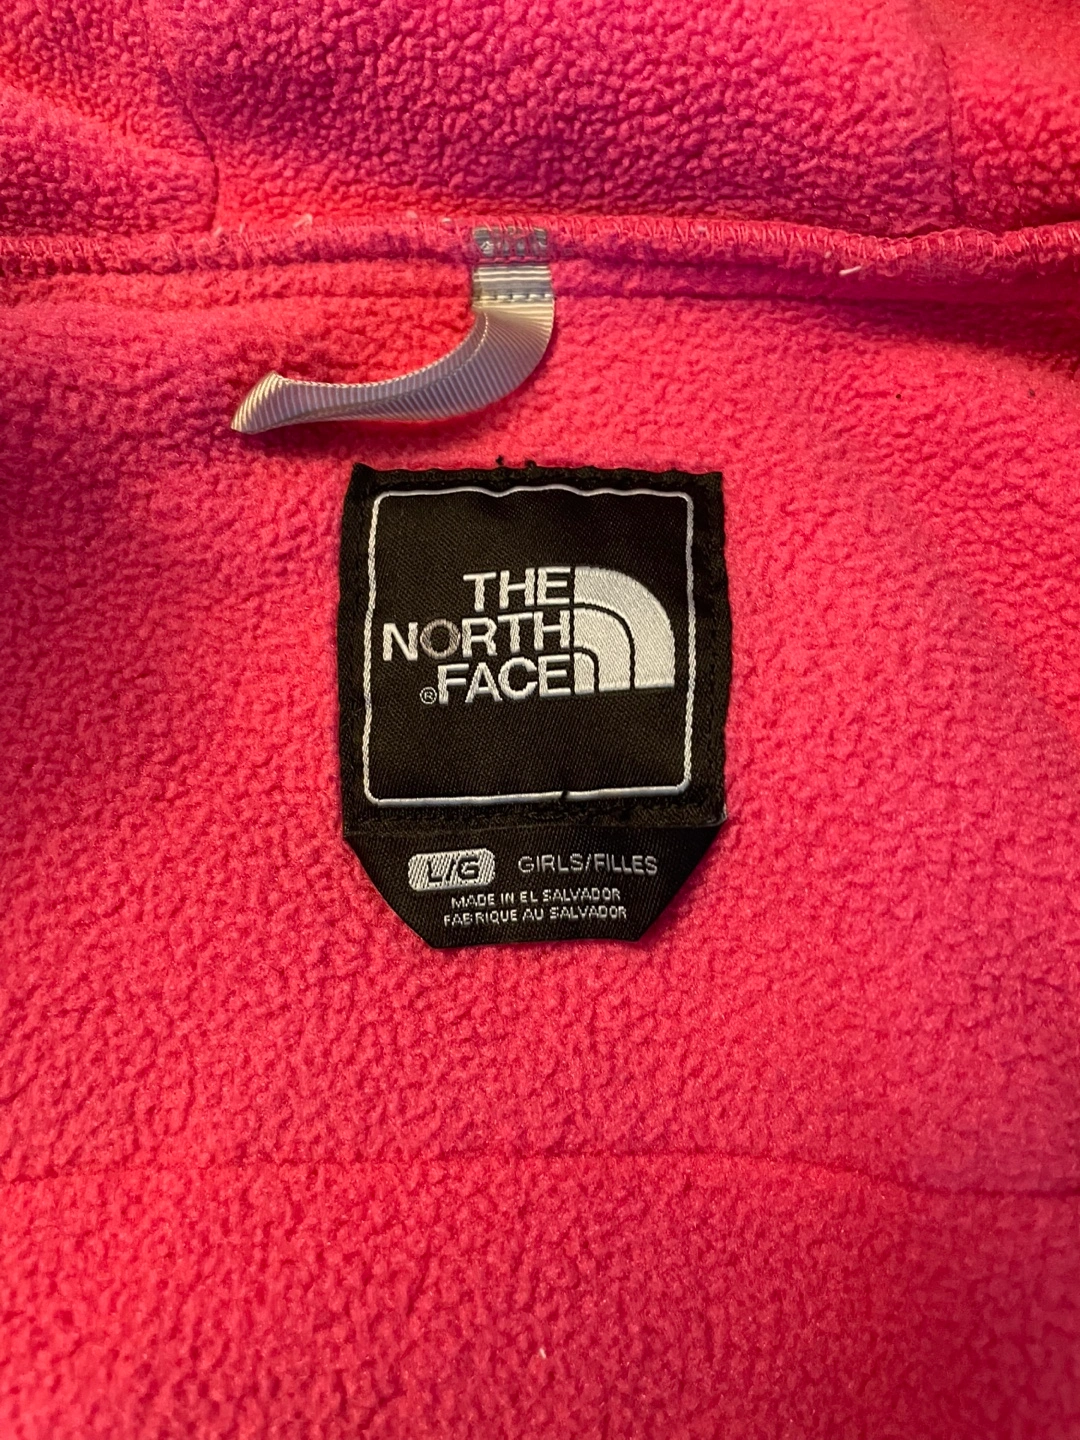 THE
NORTH
®FACE
L/G GIRLS/FILLES
MADE IN EL SALVADOR
FABRIQUE AU SALVADOR